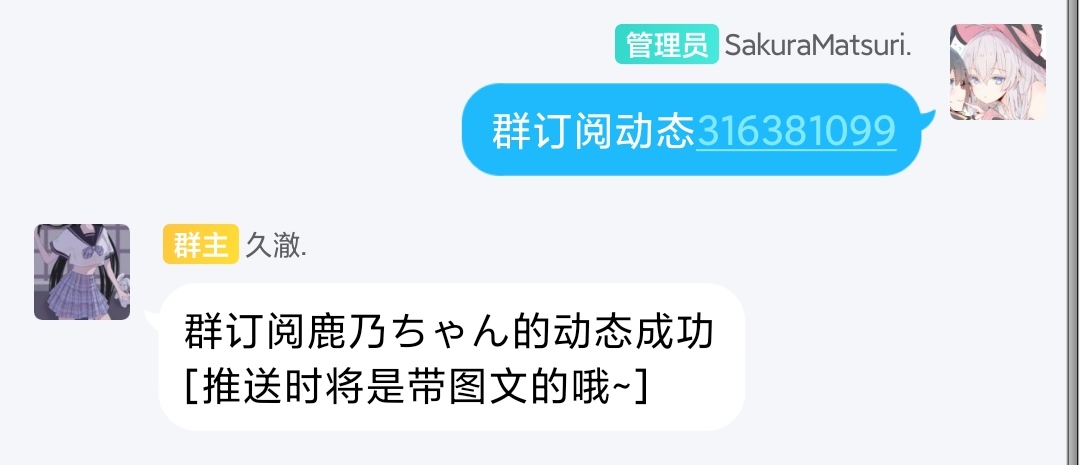 管理员 SakuraMatsuri.
群订阅动态316381099
群主 久澈.
群订阅鹿乃ちゃん的动态成功
[推送时将是带图文的哦~]